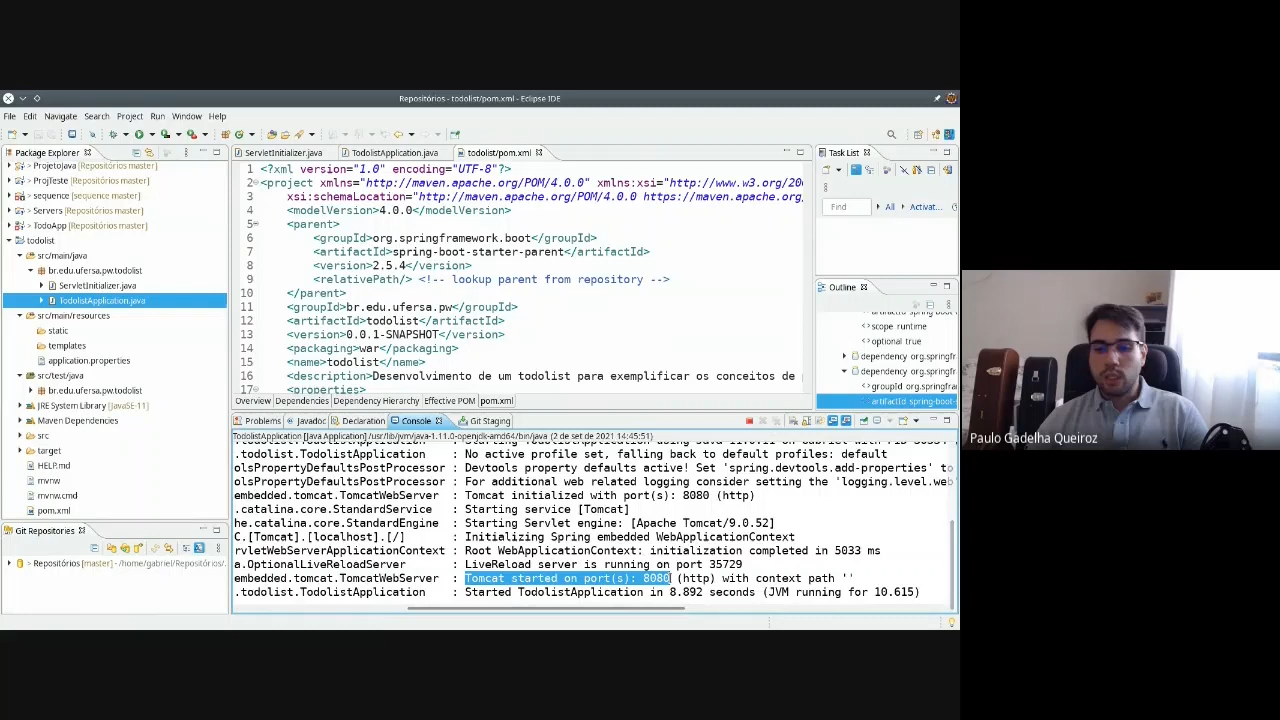 Repositórios - todolist/pom.xml - Eclipse IDE
File Edit Navigate Search Project Run Window Help
Package Explorer
ProjetoJava [Repositórios master]
ProjTeste [Repositórios master]
sequence [Repositórios master]
Servers [Repositórios master]
TodoApp [Repositórios master]
todolist
src/main/java
br.edu.ufersa.pw.todolist
ServletInitializer.java
TodolistApplication.java
src/main/resources
static
templates
application.properties
src/test/java
br.edu.ufersa.pw.todolist
JRE System Library [JavaSE-11]
Maven Dependencies
src
target
HELP.md
mvnw
mvnw.cmd
pom.xml
Git Repositories
Repositórios [master] - /home/gabriel/Repositórios/.
ServletInitializer.java TodolistApplication.java todolist/pom.xml
1 <?xml version="1.0" encoding="UTF-8"?>
2 <project xmlns="http://maven.apache.org/POM/4.0.0" xmlns:xsi="http://www.w3.org/20
3 xsi:schemaLocation="http://maven.apache.org/POM/4.0.0 https://maven.apache.org,
4 <modelVersion>4.0.0</modelVersion>
5 <parent>
6 <groupId>org.springframework.boot</groupId>
7 <artifactId>spring-boot-starter-parent</artifactId>
8 <version>2.5.4</version>
9 <relativePath/> <!-- lookup parent from repository -->
10 </parent>
11 <groupId>br.edu.ufersa.pw</groupId>
12 <artifactId>todolist</artifactId>
13 <version>0.0.1-SNAPSHOT</version>
14 <packaging>war</packaging>
15 <name>todolist</name>
16 <description>Desenvolvimento de um todolist para exemplificar os conceitos de
17 <properties>
Overview Dependencies Dependency Hierarchy Effective POM pom.xml
Task List
Find All Activat...
Outline
scope runtime
optional true
dependency org.springfr
dependency org.springfr
groupId org.springfra
artifactId spring-boot-
Problems Javadoc Declaration Console Git Staging
TodolistApplication [Java Application] /usr/lib/jvm/java-1.11.0-openjdk-amd64/bin/java (2 de set de 2021 14:45:51)
.todolist.TodolistApplication : No active profile set, falling back to default profiles: default
olsPropertyDefaultsPostProcessor : Devtools property defaults active! Set 'spring.devtools.add-properties' to
olsPropertyDefaultsPostProcessor : For additional web related logging consider setting the 'logging.level.web
embedded.tomcat.TomcatWebServer : Tomcat initialized with port(s): 8080 (http)
.catalina.core.StandardService : Starting service [Tomcat]
he.catalina.core.StandardEngine : Starting Servlet engine: [Apache Tomcat/9.0.52]
C.[Tomcat].[localhost].[/] : Initializing Spring embedded WebApplicationContext
rvletWebServerApplicationContext : Root WebApplicationContext: initialization completed in 5033 ms
a.OptionalLiveReloadServer : LiveReload server is running on port 35729
embedded.tomcat.TomcatWebServer : Tomcat started on port(s): 8080 (http) with context path ''
.todolist.TodolistApplication : Started TodolistApplication in 8.892 seconds (JVM running for 10.615)
Paulo Gadelha Queiroz